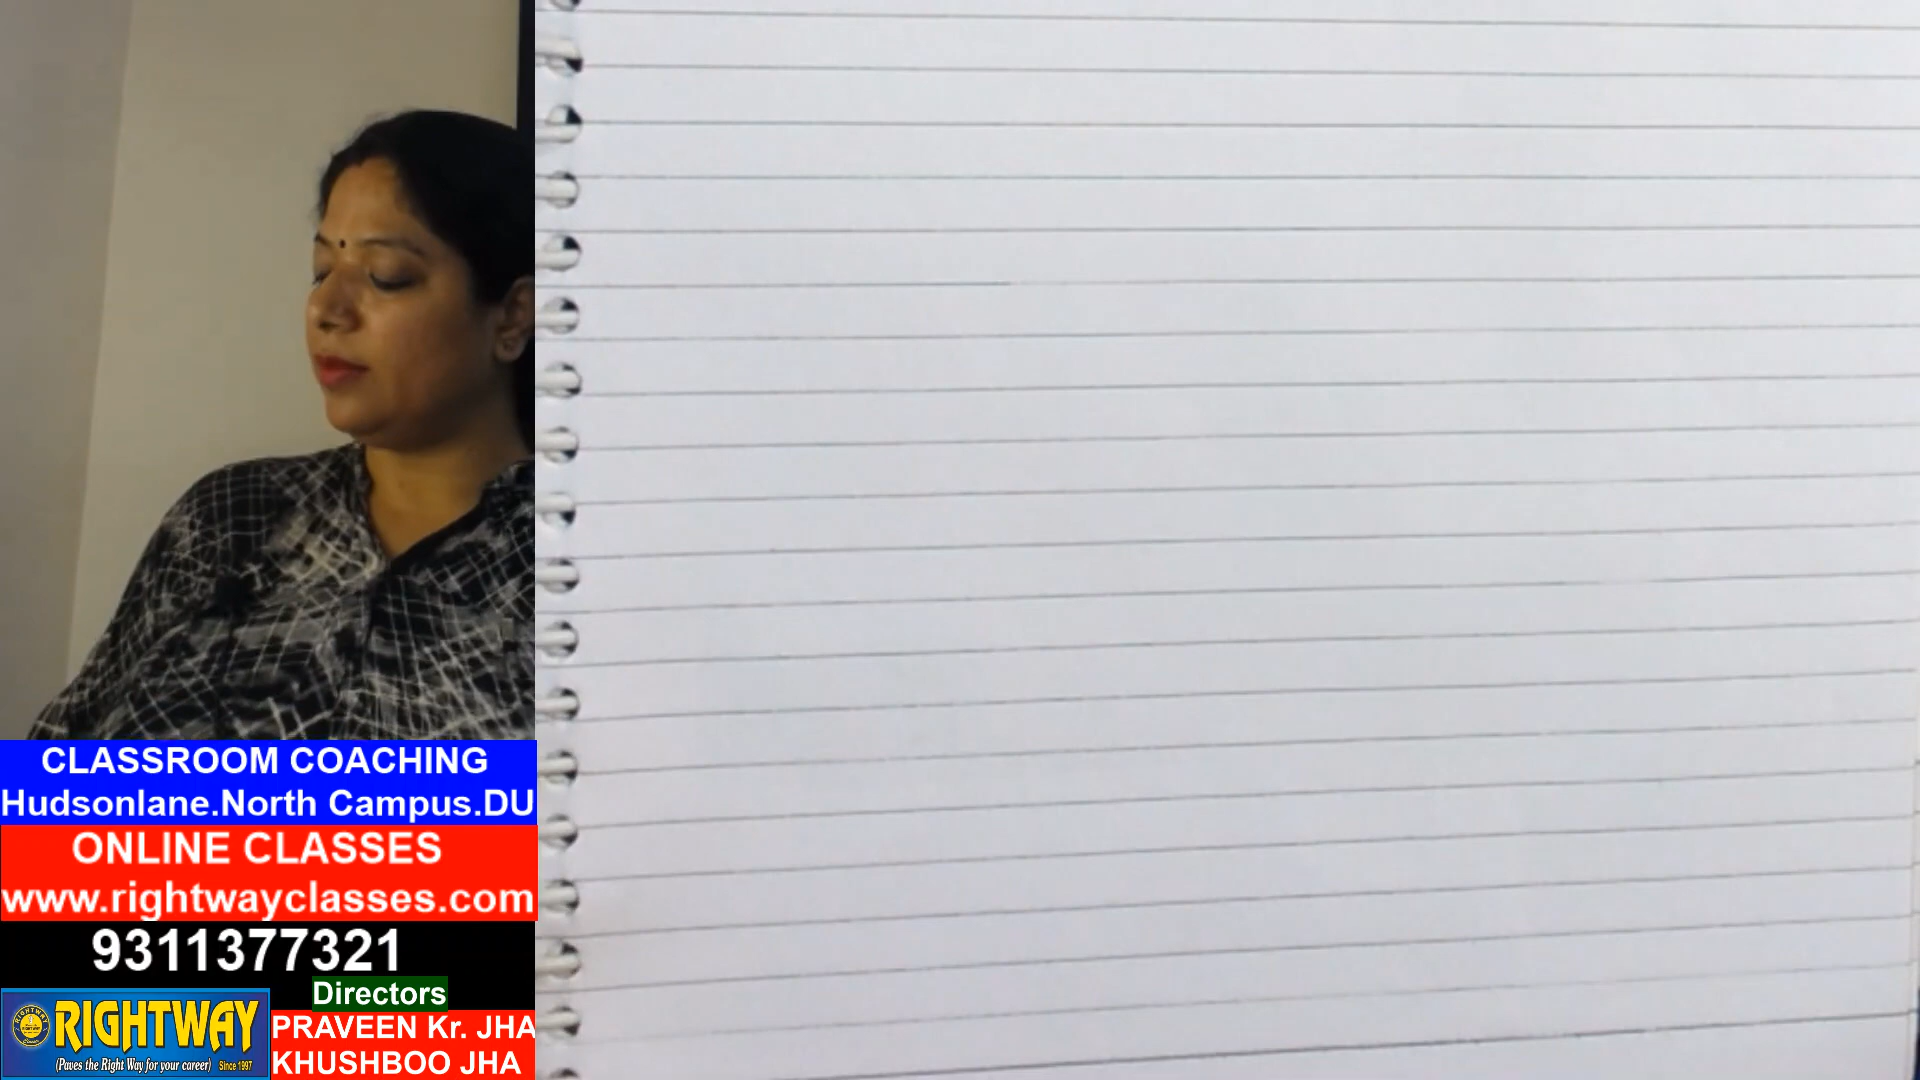 CLASSROOM COACHING
Hudsonlane.North Campus.DU
ONLINE CLASSES
www.rightwayclasses.com
9311377321
Directors
PRAVEEN Kr. JHA
KHUSHBOO JHA
RIGHTWAY
(Paves the Right Way for your career) Since 1997